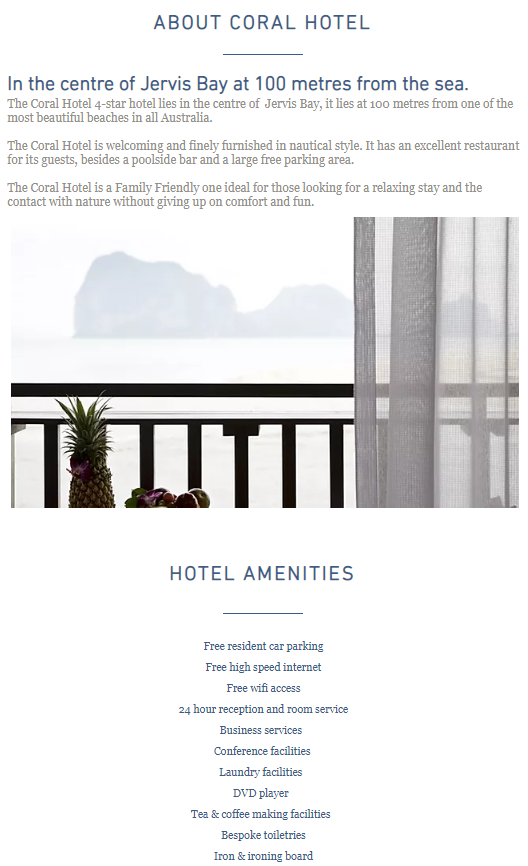 ABOUT CORAL HOTEL
In the centre of Jervis Bay at 100 metres from the sea.
The Coral Hotel 4-star hotel lies in the centre of  Jervis Bay, it lies at 100 metres from one of the
most beautiful beaches in all Australia.
The Coral Hotel is welcoming and finely furnished in nautical style. It has an excellent restaurant
for its guests, besides a poolside bar and a large free parking area.
The Coral Hotel is a Family Friendly one ideal for those looking for a relaxing stay and the
contact with nature without giving up on comfort and fun.
HOTEL AMENITIES
Free resident car parking
Free high speed internet
Free wifi access
24 hour reception and room service
Business services
Conference facilities
Laundry facilities
DVD player
Tea & coffee making facilities
Bespoke toiletries
Iron & ironing board